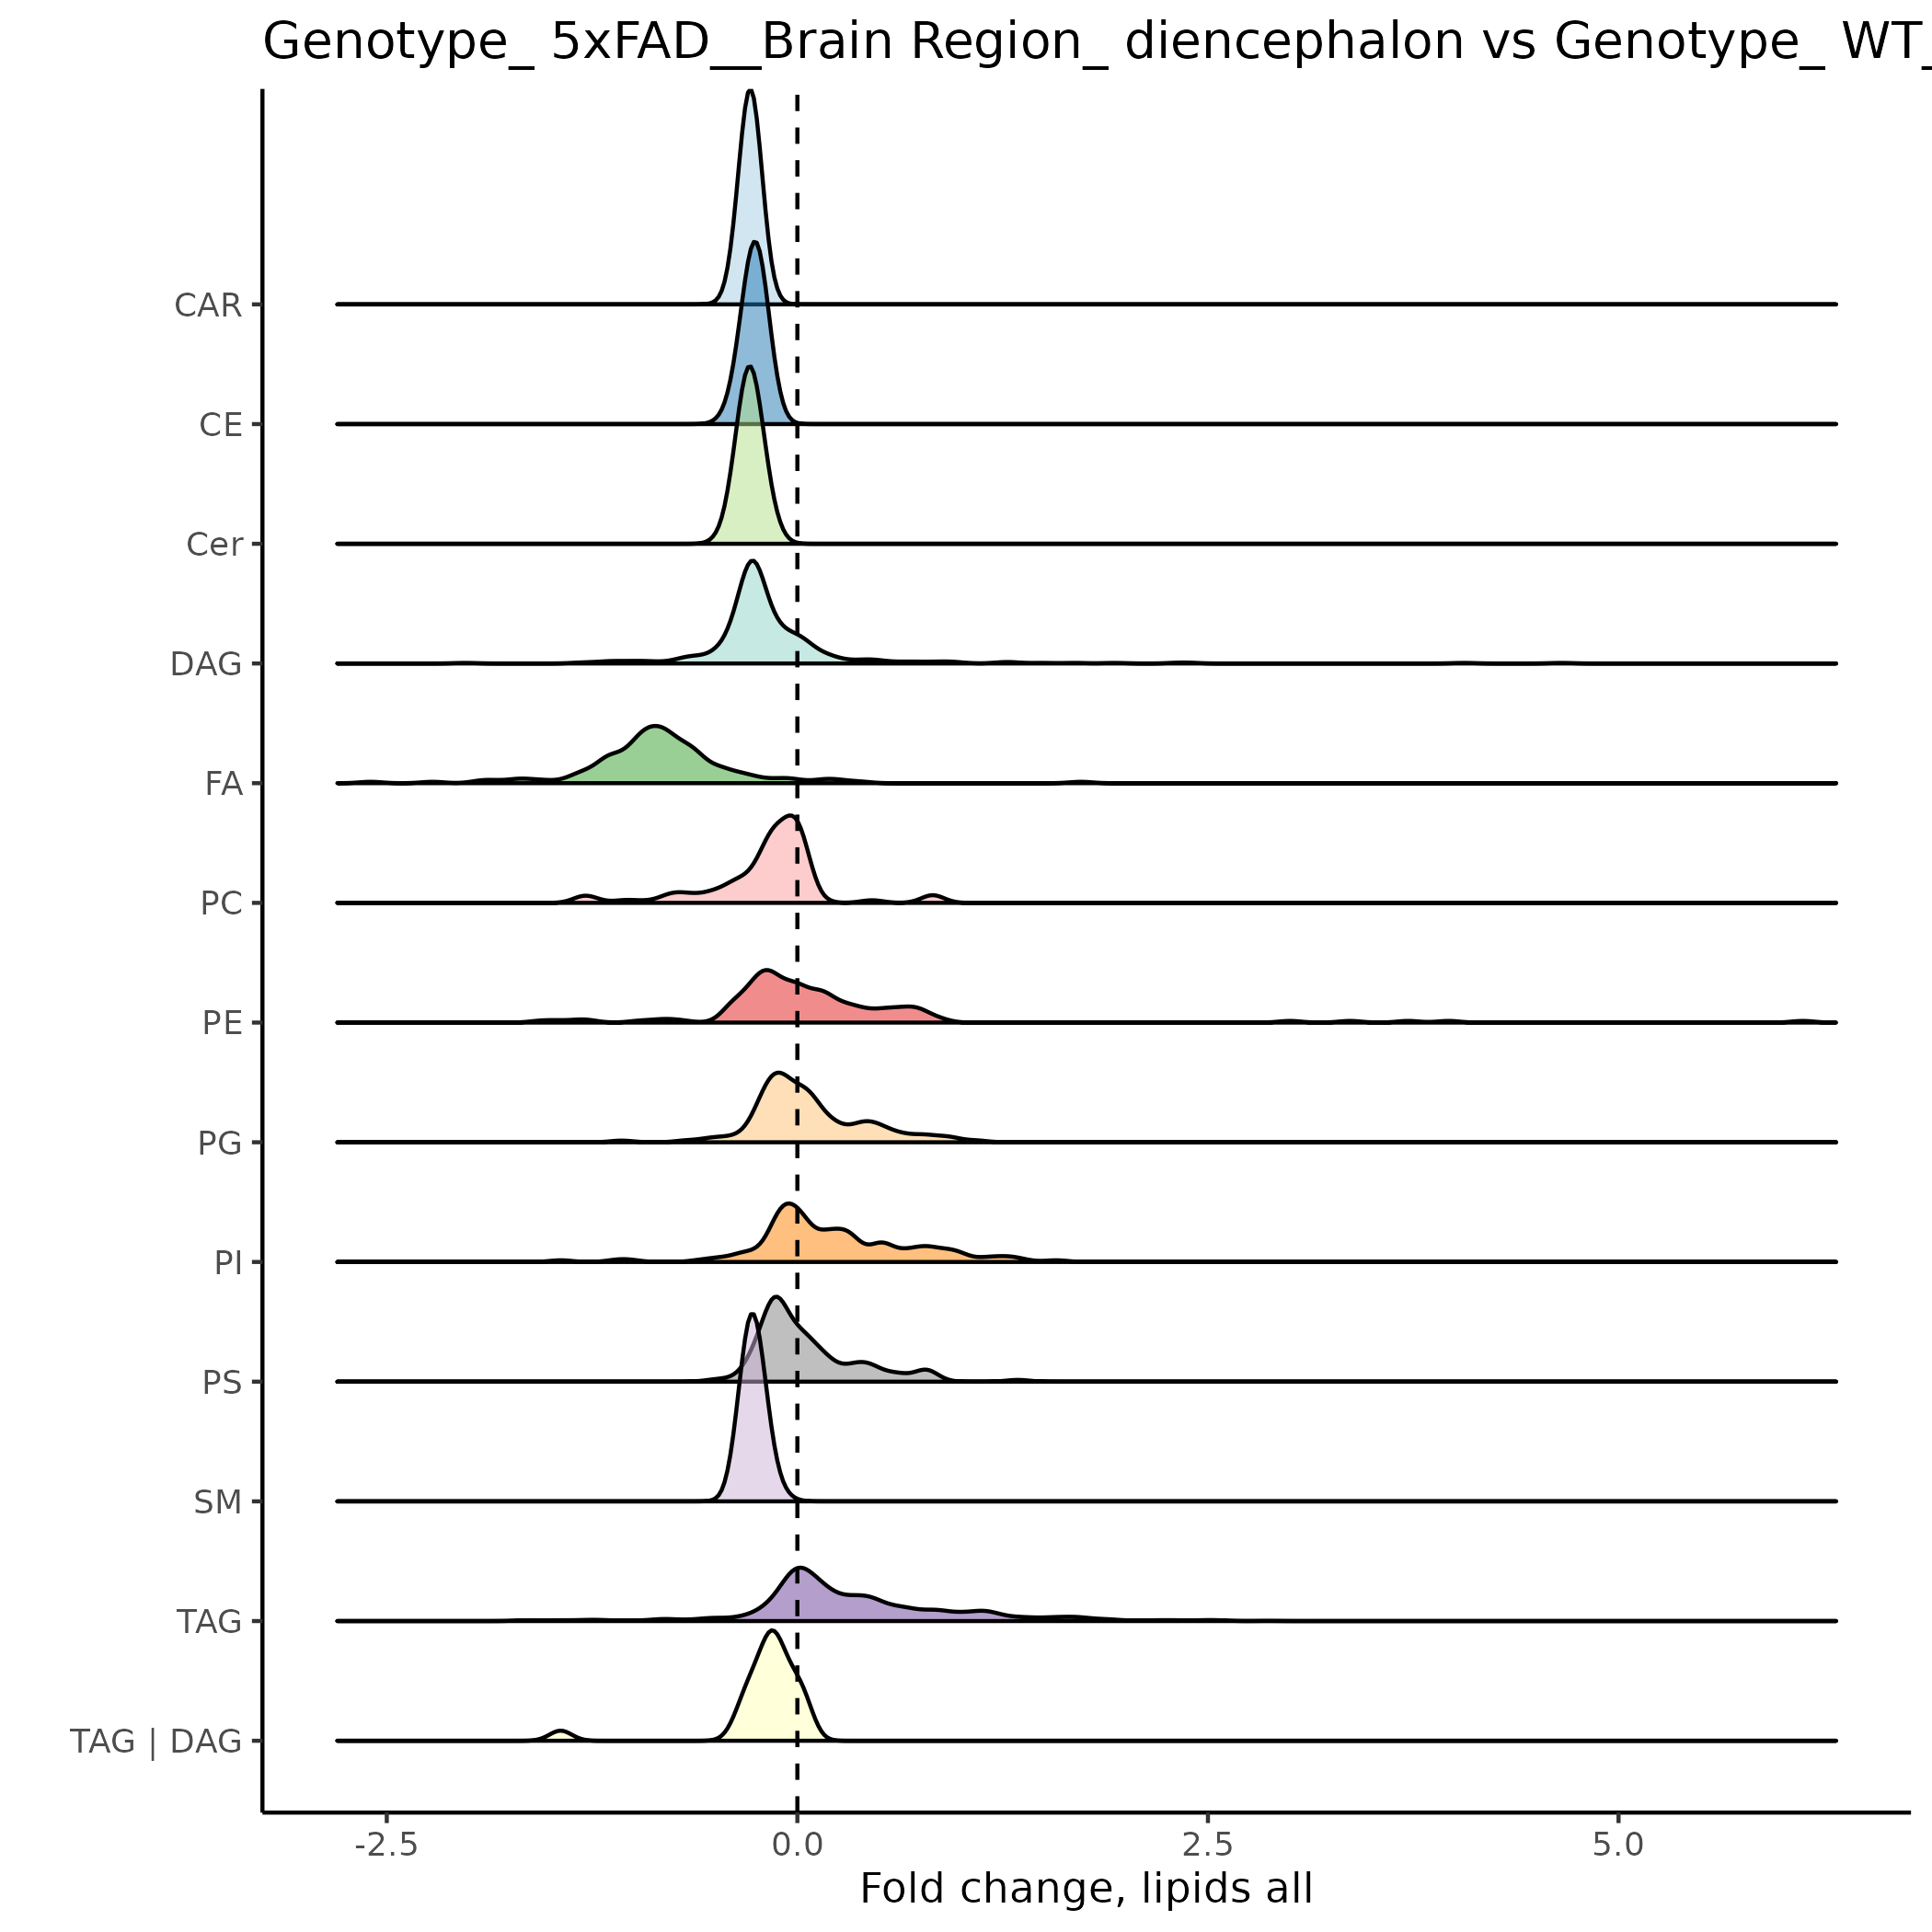 Genotype_ 5xFAD__Brain Region_ diencephalon vs Genotype_ WT_
CAR
CE
Cer
DAG
FA
PC
PE
PG
PI
PS
SM
TAG
TAG | DAG
-2.5 0.0 2.5 5.0
Fold change, lipids all